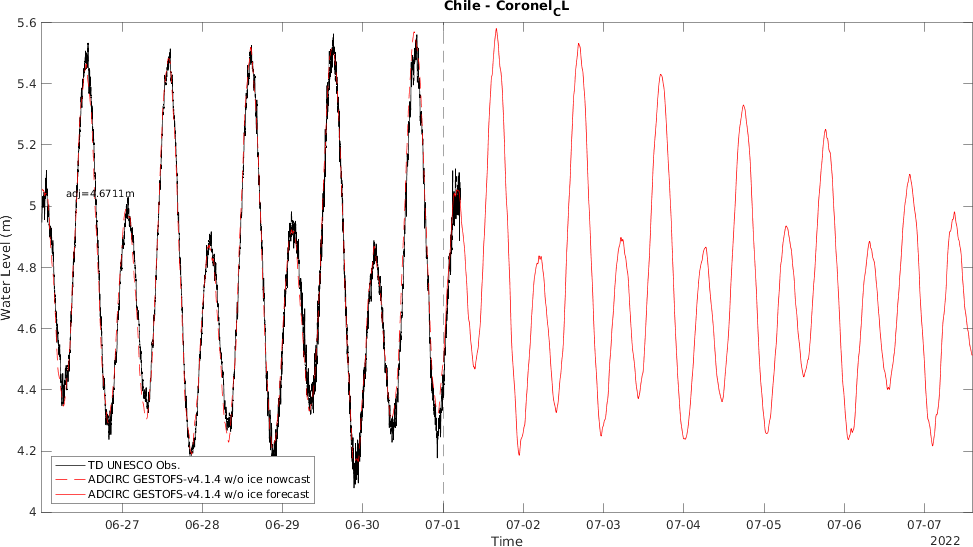 Chile - Coronel_CL
5.6
5.4
5.2
5
4.8
4.6
4.4
4.2
4
Water Level (m)
adj=4.6711m
TD UNESCO Obs.
ADCIRC GESTOFS-v4.1.4 w/o ice nowcast
ADCIRC GESTOFS-v4.1.4 w/o ice forecast
06-27 06-28 06-29 06-30 07-01 07-02 07-03 07-04 07-05 07-06 07-07
Time
2022